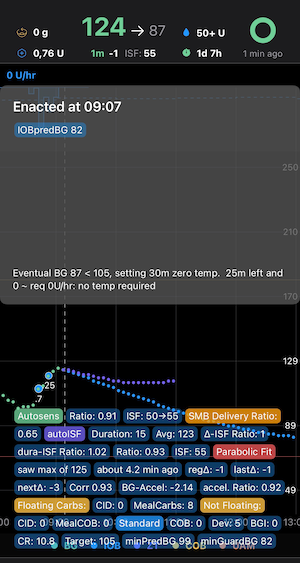 0 g 124 → 87 50+ U
0,76 U 1m -1 ISF: 55 1d 7h 1 min ago
0 U/hr
Enacted at 09:07
IOBpredBG 82
250
210
170
Eventual BG 87 < 105, setting 30m zero temp. 25m left and
0 ~ req 0U/hr: no temp required
129
.25
.7
Autosens Ratio: 0.91 ISF: 50→55 SMB Delivery Ratio:
89
0.65 autoISF Duration: 15 Avg: 123 Δ-ISF Ratio: 1
dura-ISF Ratio: 1.02 Ratio: 0.93 ISF: 55 Parabolic Fit
saw max of 125 about 4.2 min ago regΔ: -1 lastΔ: -1
nextΔ: -3 Corr 0.93 BG-Accel: -2.14 accel. Ratio: 0.92
49
Floating Carbs: CID: 0 MealCarbs: 8 Not Floating:
CID: 0 MealCOB: 0 Standard COB: 0 Dev: 5 BGI: 0
:00 13:00
CR: 10.8 Target: 105 minPredBG 99 minGuardBG 82
BG IOB ZT COB UAM